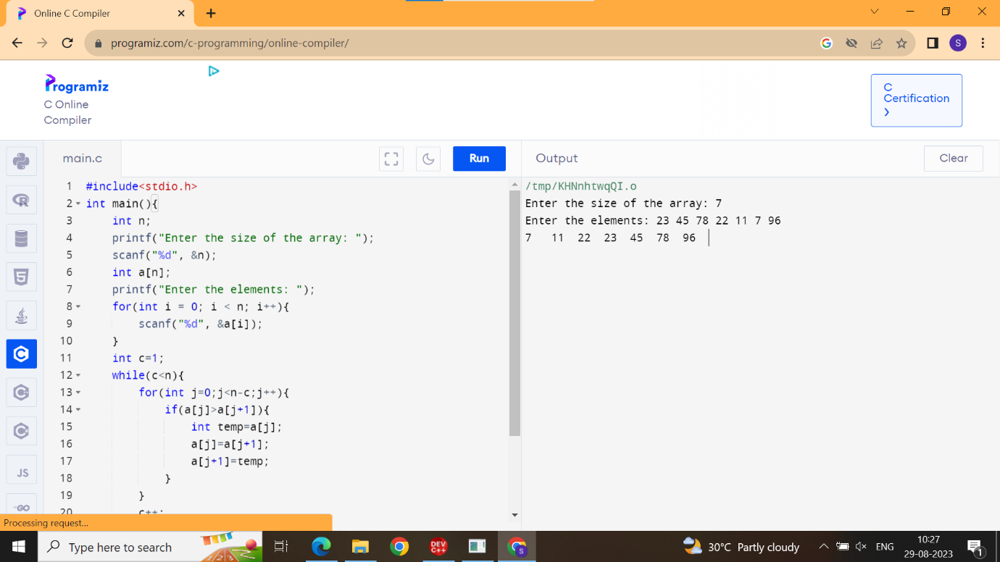 Online C Compiler
programiz.com/c-programming/online-compiler/
S
Programiz
C Online
Compiler
C
Certification
main.c
Run
Output
Clear
1 #include<stdio.h>
2 int main(){
3 int n;
4 printf("Enter the size of the array: ");
5 scanf("%d", &n);
6 int a[n];
7 printf("Enter the elements: ");
8 for(int i = 0; i < n; i++){
9 scanf("%d", &a[i]);
10 }
11 int c=1;
12 while(c<n){
13 for(int j=0;j<n-c;j++){
14 if(a[j]>a[j+1]){
15 int temp=a[j];
16 a[j]=a[j+1];
17 a[j+1]=temp;
18 }
19 }
20 c++;
/tmp/KHNnhtwqQI.o
Enter the size of the array: 7
Enter the elements: 23 45 78 22 11 7 96
7 11 22 23 45 78 96
JS
GO
Processing request...
Type here to search
DEV
C++
S
30°C Partly cloudy
ENG
10:27
29-08-2023
1